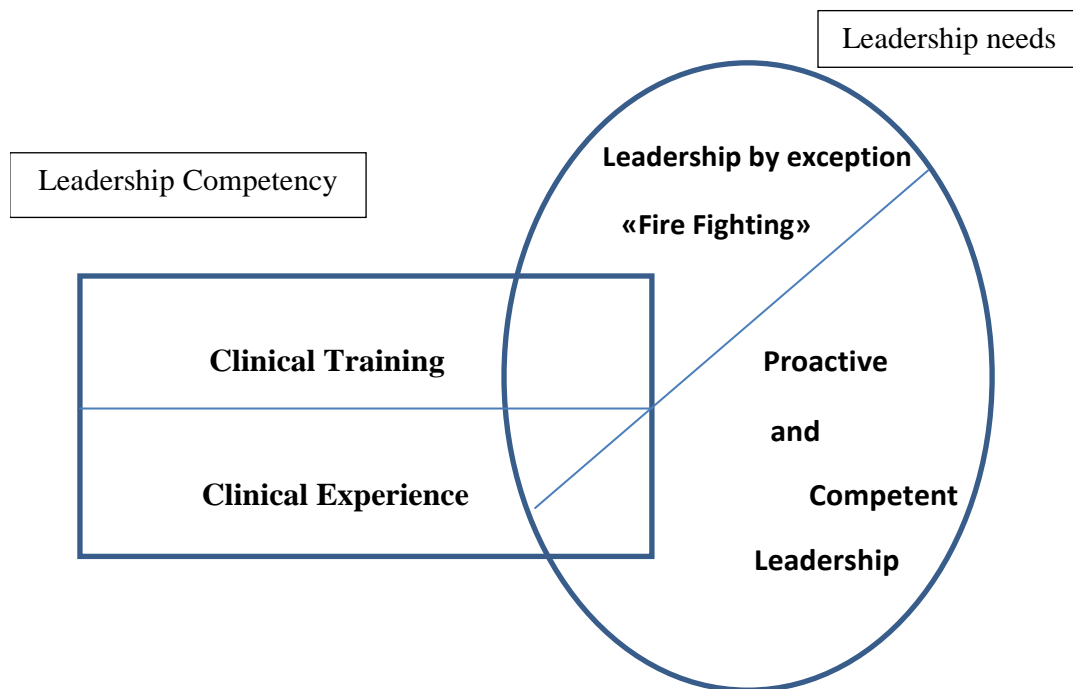 Leadership needs
Leadership by exception
«Fire Fighting»
Leadership Competency
Clinical Training
Clinical Experience
Proactive
and
Competent
Leadership